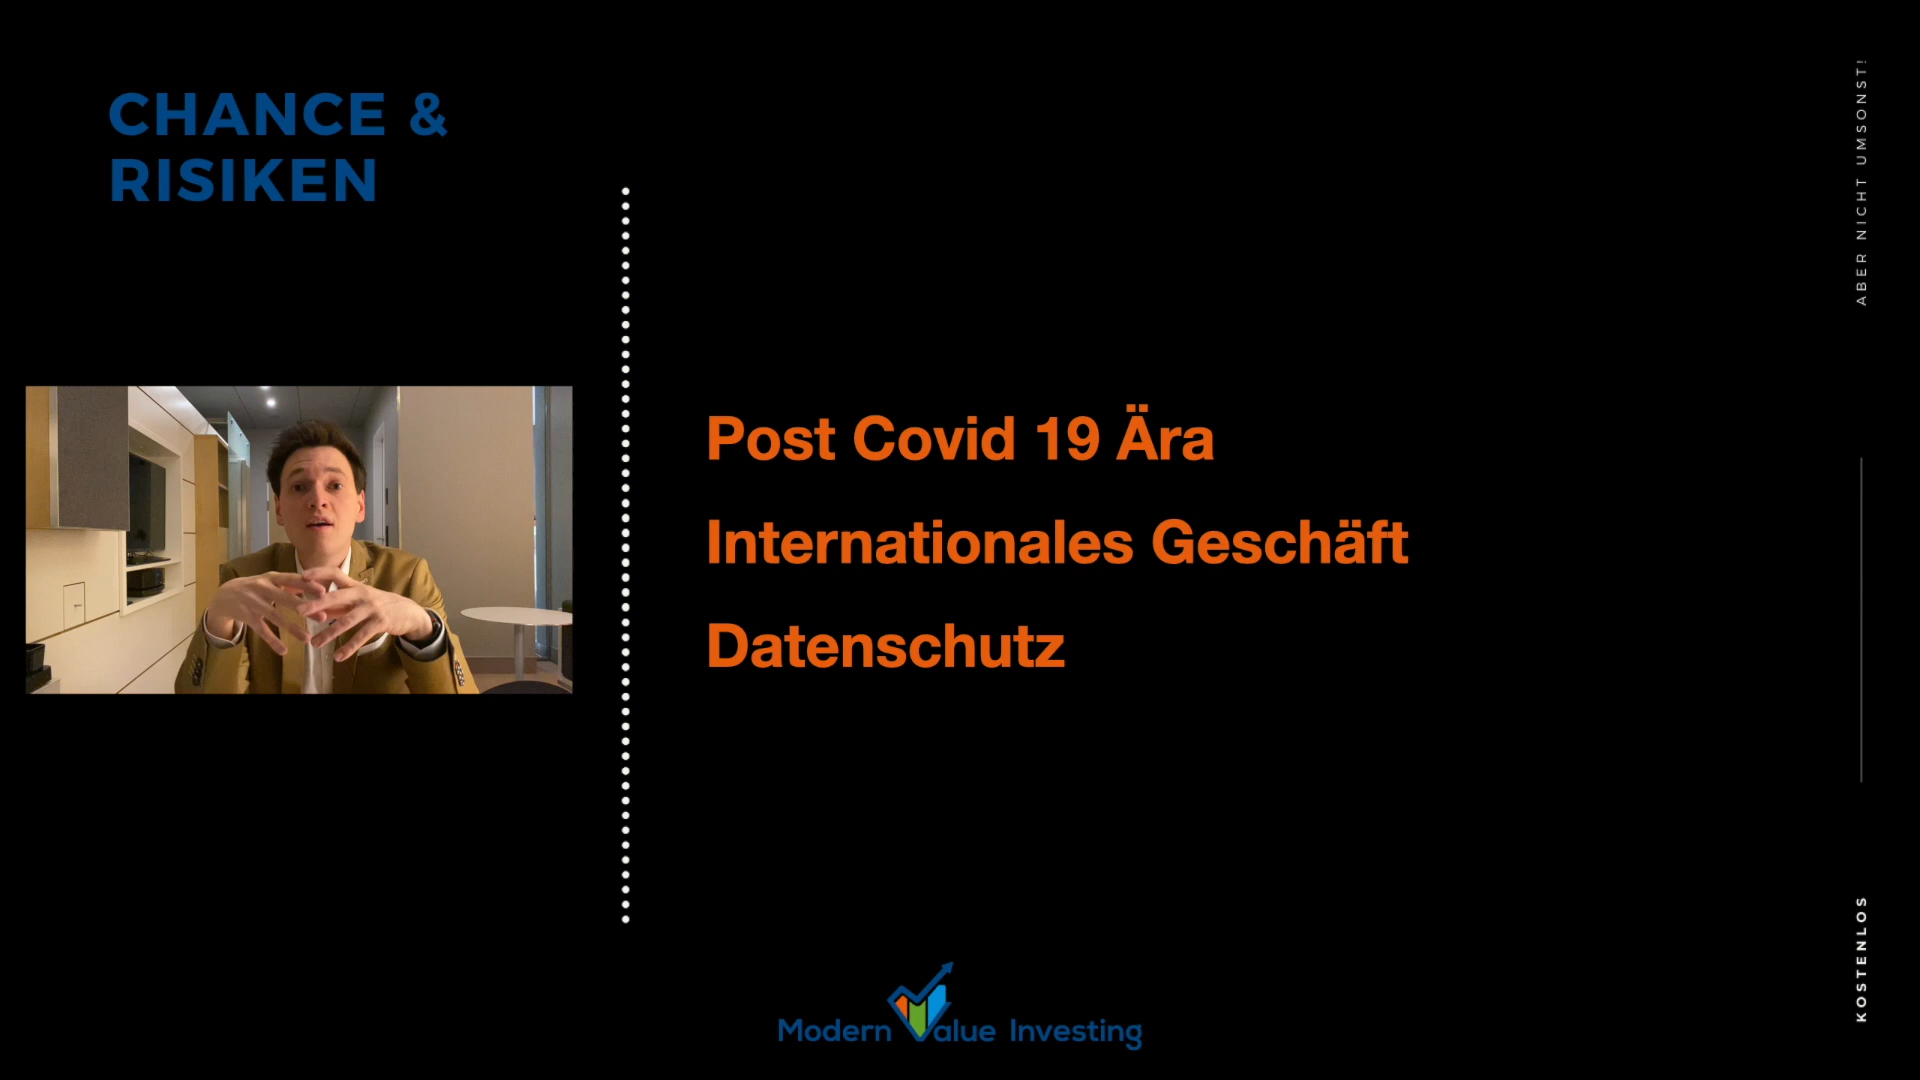 CHANCE &
RISIKEN
Post Covid 19 Ära
Internationales Geschäft
Datenschutz
Modern Value Investing
KOSTENLOS
ABER NICHT UMSONST!